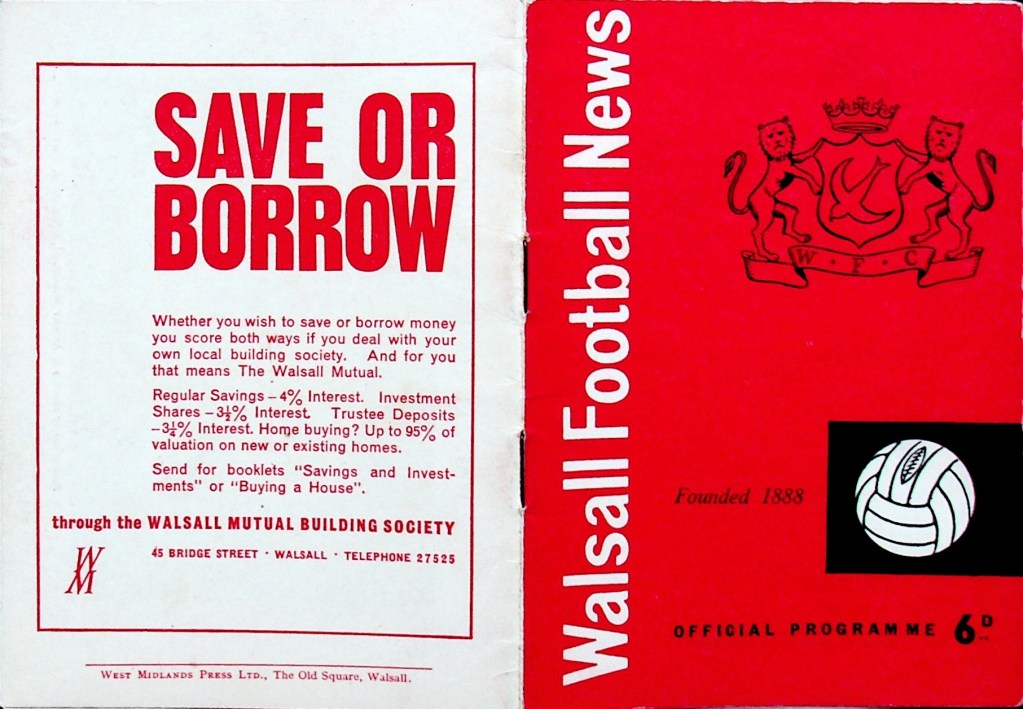 SAVE OR
BORROW
Whether you wish to save or borrow money
you score both ways if you deal with your
own local building society. And for you
that means The Walsall Mutual.
Regular Savings – 4% Interest. Investment
Shares – 3½% Interest. Trustee Deposits
– 3¼% Interest. Home buying? Up to 95% of
valuation on new or existing homes.
Send for booklets "Savings and Invest-
ments" or "Buying a House".
through the WALSALL MUTUAL BUILDING SOCIETY
45 BRIDGE STREET · WALSALL · TELEPHONE 27525
WM
WEST MIDLANDS PRESS LTD., The Old Square, Walsall.
Walsall Football News
W · F · C
Founded 1888
OFFICIAL PROGRAMME 6D